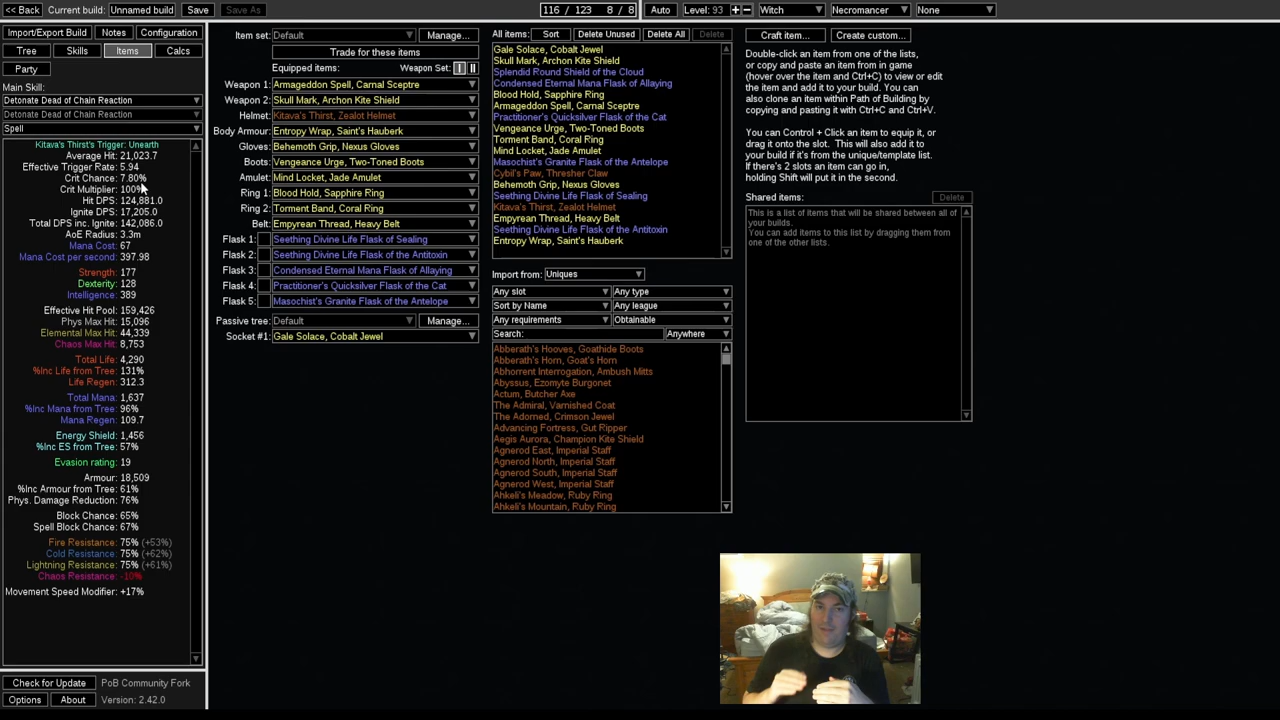 << Back
Current build:
Unnamed build
Save
Save As
116 / 123 8 / 8
Auto
Level: 93
Witch
Necromancer
None
Import/Export Build
Notes
Configuration
Tree
Skills
Items
Calcs
Party
Main Skill:
Detonate Dead of Chain Reaction
Detonate Dead of Chain Reaction
Spell
Kitava's Thirst's Trigger: Unearth
Average Hit: 21,023.7
Effective Trigger Rate: 5.94
Crit Chance: 7.80%
Crit Multiplier: 100%
Hit DPS: 124,881.0
Ignite DPS: 17,205.0
Total DPS inc. Ignite: 142,086.0
AoE Radius: 3.3m
Mana Cost: 67
Mana Cost per second: 397.98
Strength: 177
Dexterity: 128
Intelligence: 389
Effective Hit Pool: 159,426
Phys Max Hit: 15,096
Elemental Max Hit: 44,339
Chaos Max Hit: 8,753
Total Life: 4,290
%Inc Life from Tree: 131%
Life Regen: 312.3
Total Mana: 1,637
%Inc Mana from Tree: 96%
Mana Regen: 109.7
Energy Shield: 1,456
%Inc ES from Tree: 57%
Evasion rating: 19
Armour: 18,509
%Inc Armour from Tree: 61%
Phys. Damage Reduction: 76%
Block Chance: 65%
Spell Block Chance: 67%
Fire Resistance: 75% (+53%)
Cold Resistance: 75% (+62%)
Lightning Resistance: 75% (+61%)
Chaos Resistance: -10%
Movement Speed Modifier: +17%
Check for Update
PoB Community Fork
Options
About
Version: 2.42.0
Item set: Default
Manage...
Trade for these items
Equipped items:
Weapon Set: I II
Weapon 1: Armageddon Spell, Carnal Sceptre
Weapon 2: Skull Mark, Archon Kite Shield
Helmet: Kitava's Thirst, Zealot Helmet
Body Armour: Entropy Wrap, Saint's Hauberk
Gloves: Behemoth Grip, Nexus Gloves
Boots: Vengeance Urge, Two-Toned Boots
Amulet: Mind Locket, Jade Amulet
Ring 1: Blood Hold, Sapphire Ring
Ring 2: Torment Band, Coral Ring
Belt: Empyrean Thread, Heavy Belt
Flask 1: Seething Divine Life Flask of Sealing
Flask 2: Seething Divine Life Flask of the Antitoxin
Flask 3: Condensed Eternal Mana Flask of Allaying
Flask 4: Practitioner's Quicksilver Flask of the Cat
Flask 5: Masochist's Granite Flask of the Antelope
Passive tree: Default
Manage...
Socket #1: Gale Solace, Cobalt Jewel
All items:
Sort
Delete Unused
Delete All
Delete
Gale Solace, Cobalt Jewel
Skull Mark, Archon Kite Shield
Splendid Round Shield of the Cloud
Condensed Eternal Mana Flask of Allaying
Blood Hold, Sapphire Ring
Armageddon Spell, Carnal Sceptre
Practitioner's Quicksilver Flask of the Cat
Vengeance Urge, Two-Toned Boots
Torment Band, Coral Ring
Mind Locket, Jade Amulet
Masochist's Granite Flask of the Antelope
Cybil's Paw, Thresher Claw
Behemoth Grip, Nexus Gloves
Seething Divine Life Flask of Sealing
Kitava's Thirst, Zealot Helmet
Empyrean Thread, Heavy Belt
Seething Divine Life Flask of the Antitoxin
Entropy Wrap, Saint's Hauberk
Import from: Uniques
Any slot
Any type
Sort by Name
Any league
Any requirements
Obtainable
Search:
Anywhere
Abberath's Hooves, Goathide Boots
Abberath's Horn, Goat's Horn
Abhorrent Interrogation, Ambush Mitts
Abyssus, Ezomyte Burgonet
Actum, Butcher Axe
The Admiral, Varnished Coat
The Adorned, Crimson Jewel
Advancing Fortress, Gut Ripper
Aegis Aurora, Champion Kite Shield
Agnerod East, Imperial Staff
Agnerod North, Imperial Staff
Agnerod South, Imperial Staff
Agnerod West, Imperial Staff
Ahkeli's Meadow, Ruby Ring
Ahkeli's Mountain, Ruby Ring
Craft item...
Create custom...
Double-click an item from one of the lists,
or copy and paste an item from in game
(hover over the item and Ctrl+C) to view or edit
the item and add it to your build. You can
also clone an item within Path of Building by
copying and pasting it with Ctrl+C and Ctrl+V.
You can Control + Click an item to equip it, or
drag it onto the slot. This will also add it to
your build if it's from the unique/template list.
If there's 2 slots an item can go in,
holding Shift will put it in the second.
Shared items:
Delete
This is a list of items that will be shared between all of
your builds.
You can add items to this list by dragging them from
one of the other lists.